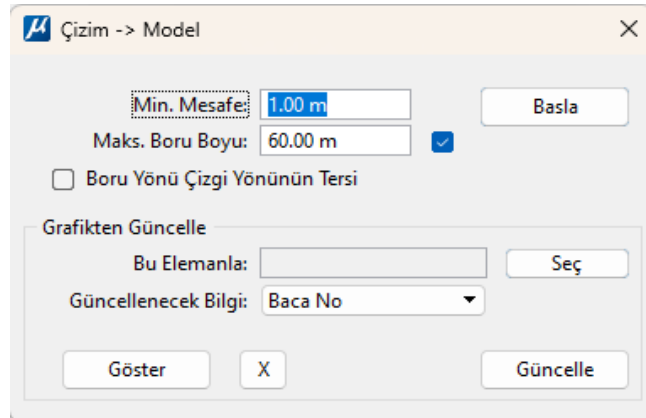 Çizim -> Model
Min. Mesafe: 1.00 m Basla
Maks. Boru Boyu: 60.00 m
Boru Yönü Çizgi Yönünün Tersi
Grafikten Güncelle
Bu Elemanla: Seç
Güncellenecek Bilgi: Baca No
Göster X Güncelle